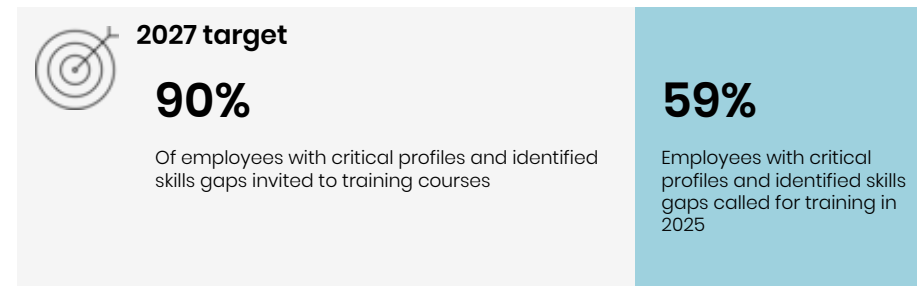 2027 target
90%
Of employees with critical profiles and identified
skills gaps invited to training courses
59%
Employees with critical
profiles and identified skills
gaps called for training in
2025